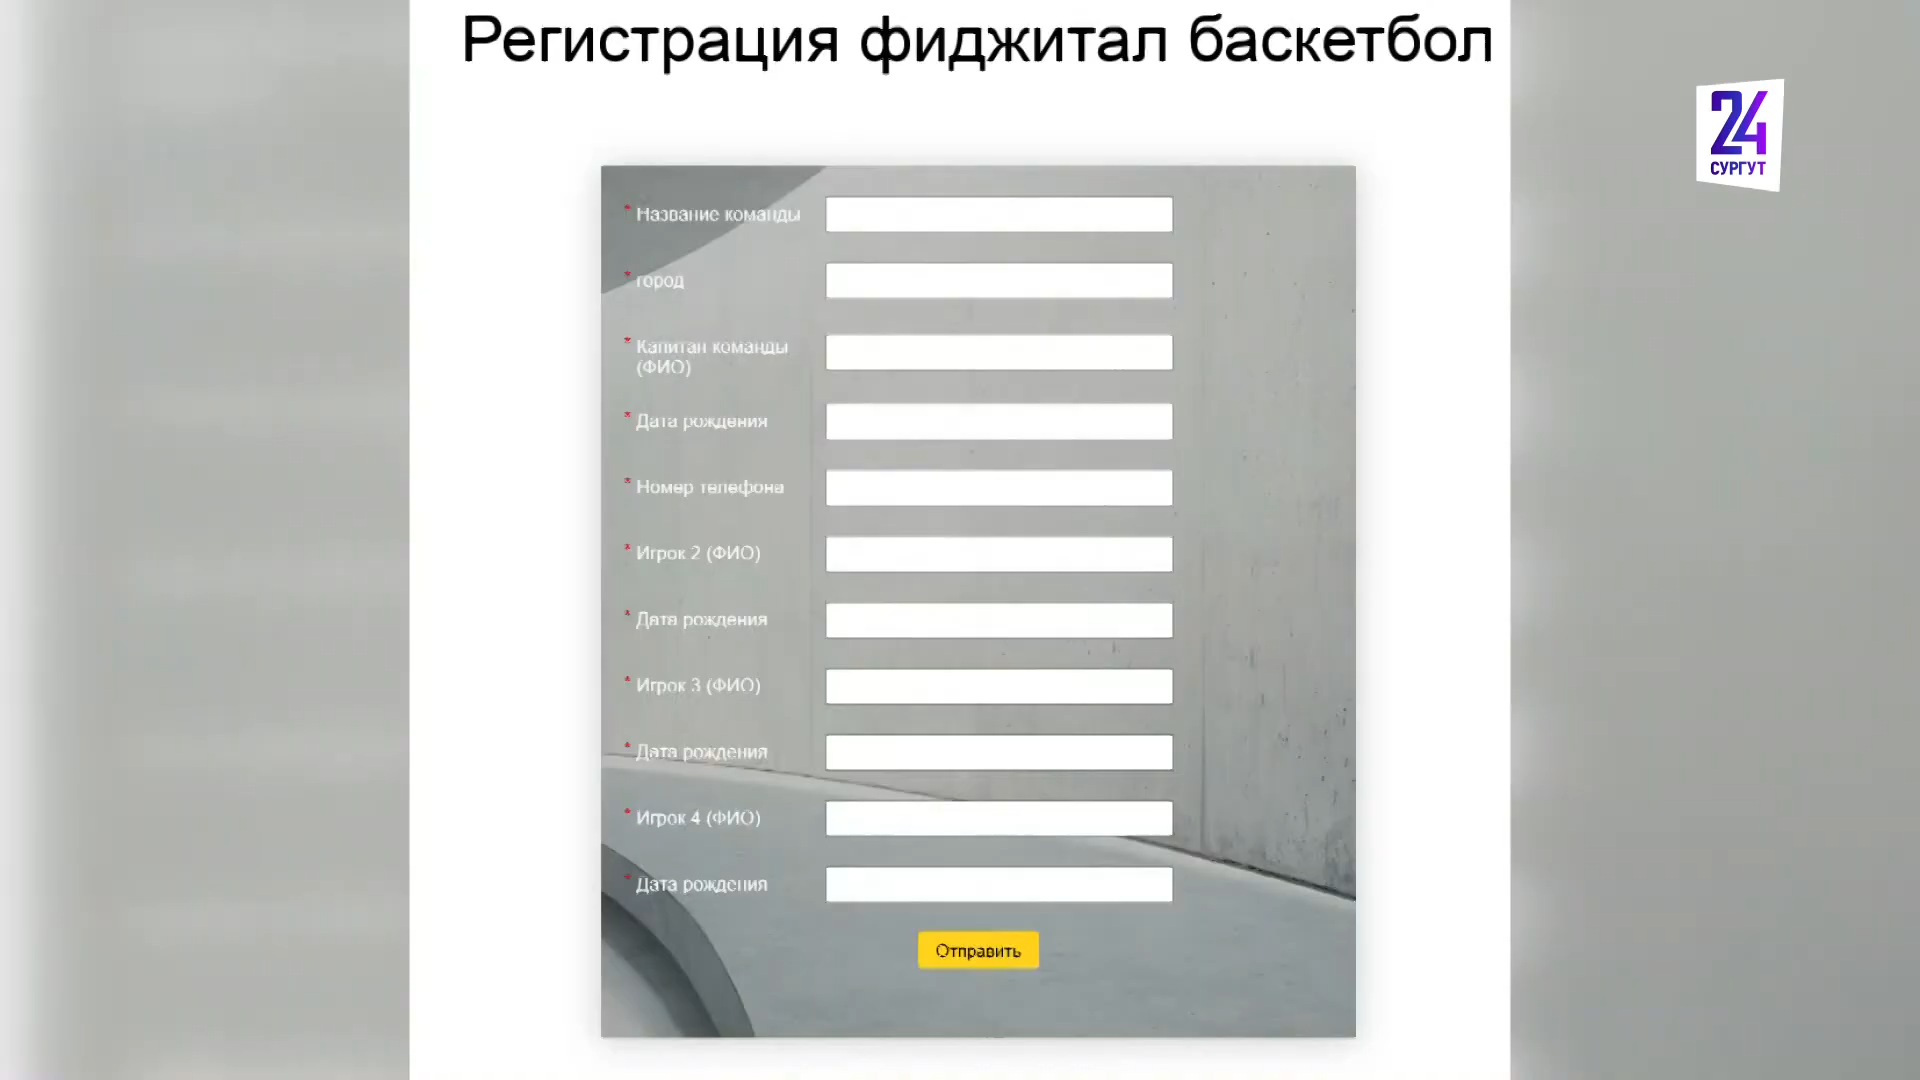 Регистрация фиджитал баскетбол
24
СУРГУТ
* Название команды
* город
* Капитан команды
(ФИО)
* Дата рождения
* Номер телефона
* Игрок 2 (ФИО)
* Дата рождения
* Игрок 3 (ФИО)
* Дата рождения
* Игрок 4 (ФИО)
* Дата рождения
Отправить